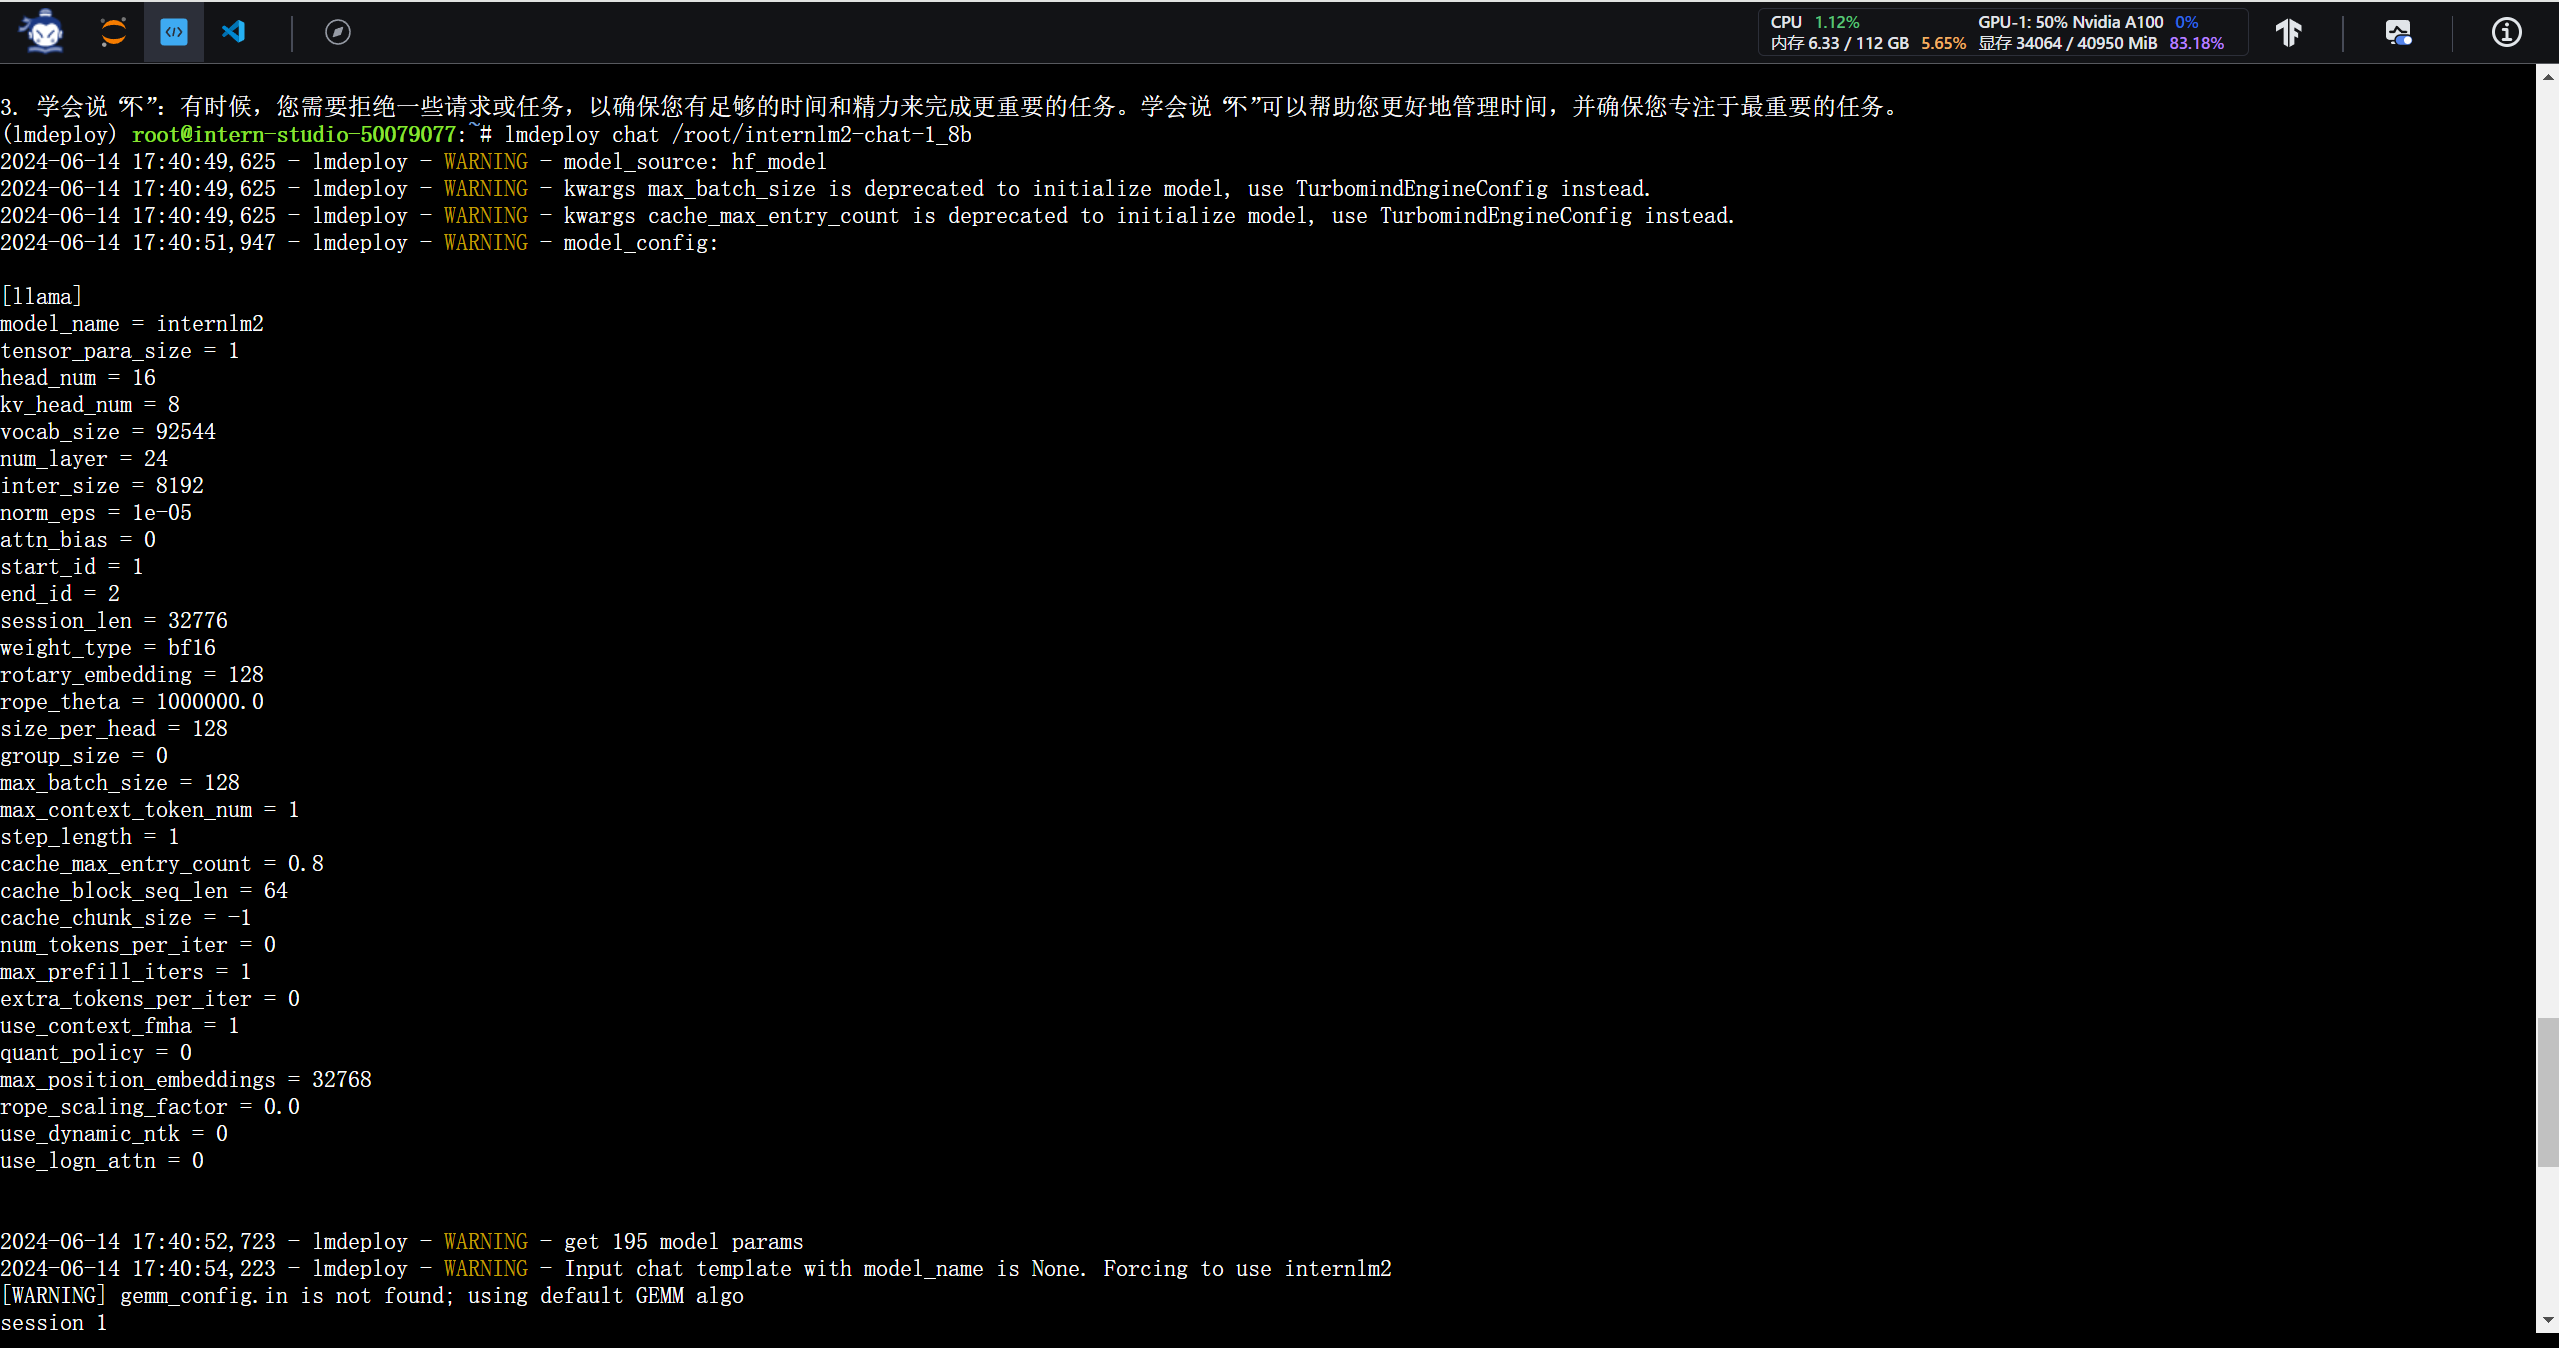 CPU 1.12% GPU-1: 50% Nvidia A100 0%
内存 6.33 / 112 GB 5.65% 显存 34064 / 40950 MiB 83.18%
3. 学会说“不”：有时候，您需要拒绝一些请求或任务，以确保您有足够的时间和精力来完成更重要的任务。学会说“不”可以帮助您更好地管理时间，并确保您专注于最重要的任务。
(lmdeploy) root@intern-studio-50079077:~# lmdeploy chat /root/internlm2-chat-1_8b
2024-06-14 17:40:49,625 - lmdeploy - WARNING - model_source: hf_model
2024-06-14 17:40:49,625 - lmdeploy - WARNING - kwargs max_batch_size is deprecated to initialize model, use TurbomindEngineConfig instead.
2024-06-14 17:40:49,625 - lmdeploy - WARNING - kwargs cache_max_entry_count is deprecated to initialize model, use TurbomindEngineConfig instead.
2024-06-14 17:40:51,947 - lmdeploy - WARNING - model_config:
[llama]
model_name = internlm2
tensor_para_size = 1
head_num = 16
kv_head_num = 8
vocab_size = 92544
num_layer = 24
inter_size = 8192
norm_eps = 1e-05
attn_bias = 0
start_id = 1
end_id = 2
session_len = 32776
weight_type = bf16
rotary_embedding = 128
rope_theta = 1000000.0
size_per_head = 128
group_size = 0
max_batch_size = 128
max_context_token_num = 1
step_length = 1
cache_max_entry_count = 0.8
cache_block_seq_len = 64
cache_chunk_size = -1
num_tokens_per_iter = 0
max_prefill_iters = 1
extra_tokens_per_iter = 0
use_context_fmha = 1
quant_policy = 0
max_position_embeddings = 32768
rope_scaling_factor = 0.0
use_dynamic_ntk = 0
use_logn_attn = 0
2024-06-14 17:40:52,723 - lmdeploy - WARNING - get 195 model params
2024-06-14 17:40:54,223 - lmdeploy - WARNING - Input chat template with model_name is None. Forcing to use internlm2
[WARNING] gemm_config.in is not found; using default GEMM algo
session 1